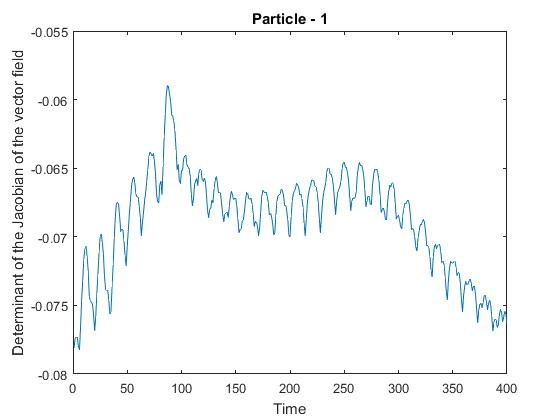 Particle - 1
Determinant of the Jacobian of the vector field
-0.055
-0.06
-0.065
-0.07
-0.075
-0.08
0 50 100 150 200 250 300 350 400
Time